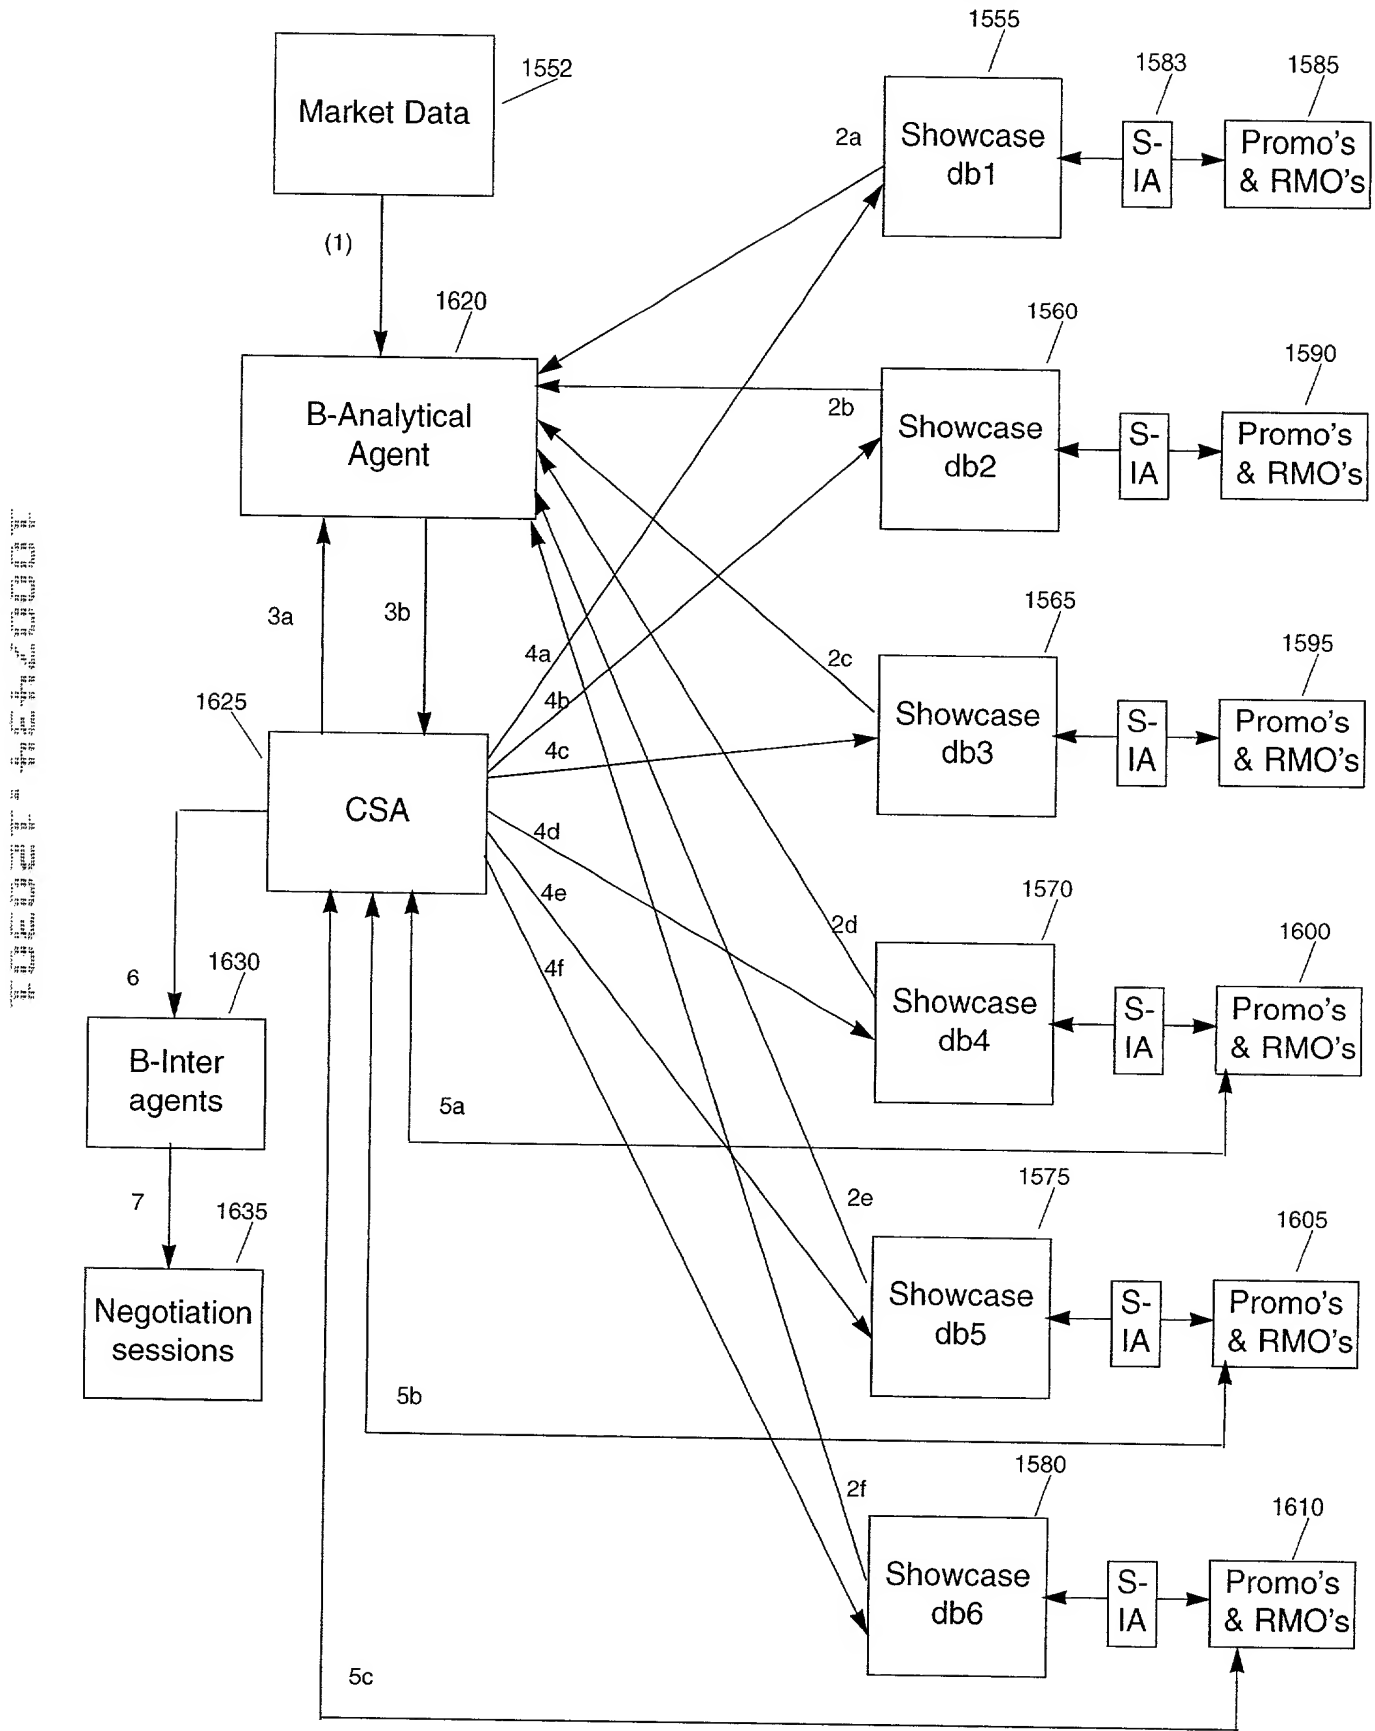 1555
1552
1583
1585
Market Data
Showcase
db1
S-
IA
Promo's
& RMO's
2a
(1)
1620
1560
1590
B-Analytical
Agent
2b
Showcase
db2
S-
IA
Promo's
& RMO's
3a
3b
1565
1595
4a
2c
1625
4b
4c
Showcase
db3
S-
IA
Promo's
& RMO's
CSA
4d
4e
1570
1600
2d
4f
6
1630
Showcase
db4
S-
IA
Promo's
& RMO's
B-Inter
agents
5a
1575
7
1635
2e
1605
Negotiation
sessions
Showcase
db5
S-
IA
Promo's
& RMO's
5b
1580
2f
1610
Showcase
db6
S-
IA
Promo's
& RMO's
5c
10007434.120301